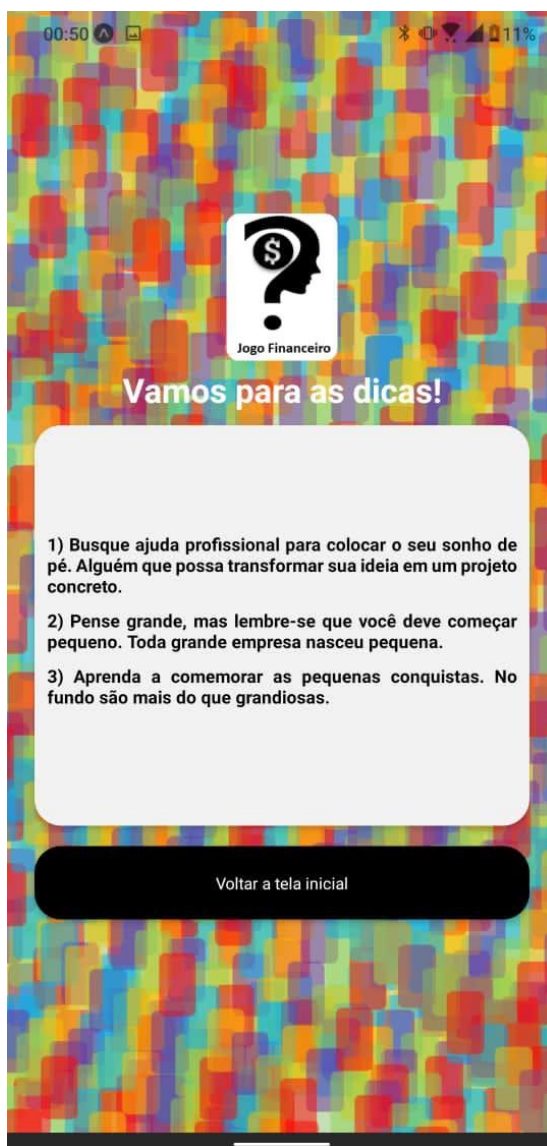 00:50
11%
$
Jogo Financeiro
Vamos para as dicas!
1) Busque ajuda profissional para colocar o seu sonho de
pé. Alguém que possa transformar sua ideia em um projeto
concreto.
2) Pense grande, mas lembre-se que você deve começar
pequeno. Toda grande empresa nasceu pequena.
3) Aprenda a comemorar as pequenas conquistas. No
fundo são mais do que grandiosas.
Voltar a tela inicial